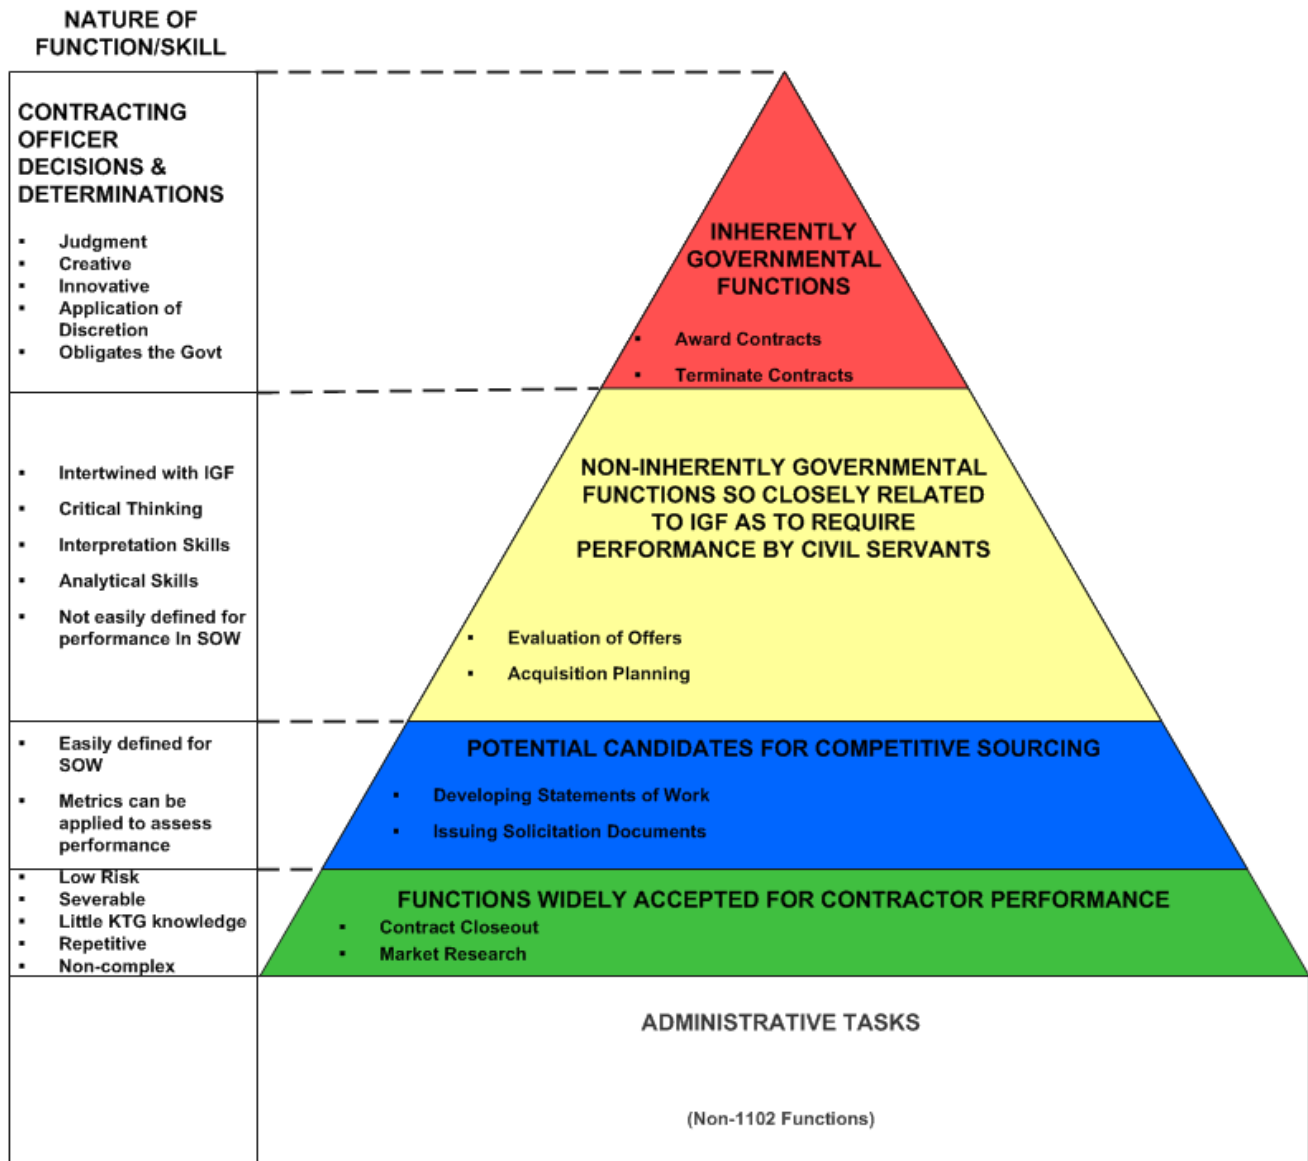 NATURE OF
FUNCTION/SKILL
CONTRACTING
OFFICER
DECISIONS &
DETERMINATIONS
▪ Judgment
▪ Creative
▪ Innovative
▪ Application of
Discretion
▪ Obligates the Govt
INHERENTLY
GOVERNMENTAL
FUNCTIONS
▪ Award Contracts
▪ Terminate Contracts
▪ Intertwined with IGF
▪ Critical Thinking
▪ Interpretation Skills
▪ Analytical Skills
▪ Not easily defined for
performance In SOW
NON-INHERENTLY GOVERNMENTAL
FUNCTIONS SO CLOSELY RELATED
TO IGF AS TO REQUIRE
PERFORMANCE BY CIVIL SERVANTS
▪ Evaluation of Offers
▪ Acquisition Planning
▪ Easily defined for
SOW
▪ Metrics can be
applied to assess
performance
POTENTIAL CANDIDATES FOR COMPETITIVE SOURCING
▪ Developing Statements of Work
▪ Issuing Solicitation Documents
▪ Low Risk
▪ Severable
▪ Little KTG knowledge
▪ Repetitive
▪ Non-complex
FUNCTIONS WIDELY ACCEPTED FOR CONTRACTOR PERFORMANCE
▪ Contract Closeout
▪ Market Research
ADMINISTRATIVE TASKS
(Non-1102 Functions)